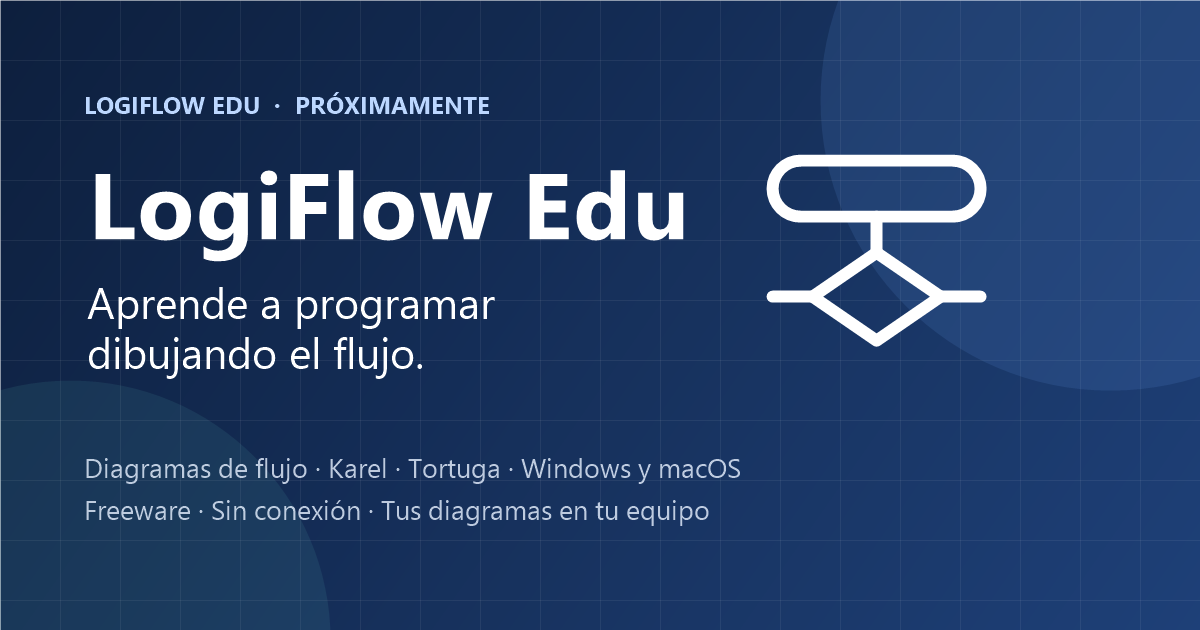 LOGIFLOW EDU · PRÓXIMAMENTE
LogiFlow Edu
Aprende a programar
dibujando el flujo.
Diagramas de flujo · Karel · Tortuga · Windows y macOS
Freeware · Sin conexión · Tus diagramas en tu equipo